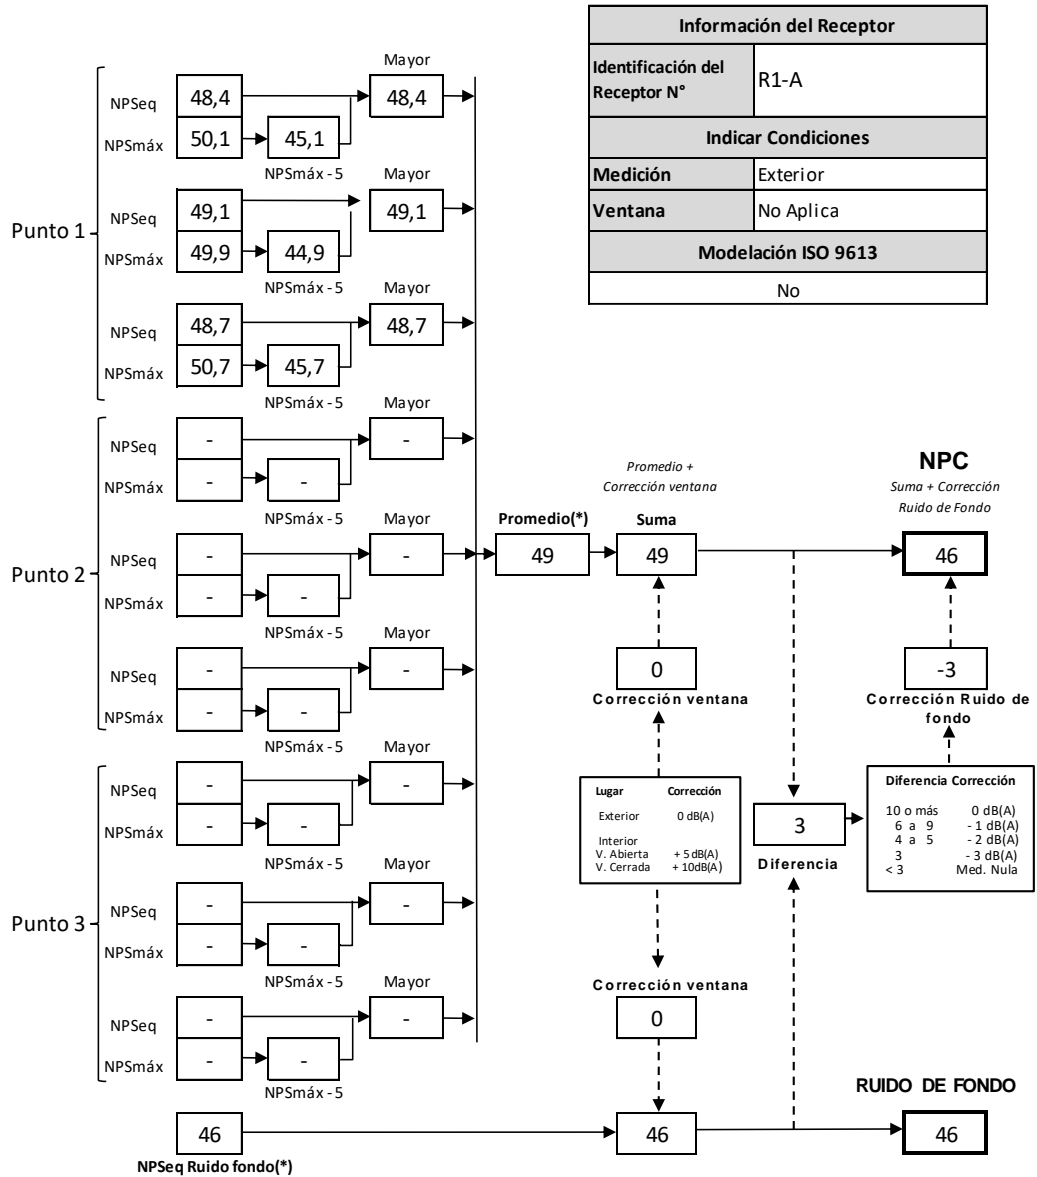 Información del Receptor
Identificación del
Receptor N°
R1-A
Indicar Condiciones
Medición
Exterior
Ventana
No Aplica
Modelación ISO 9613
No
Punto 1
Mayor
NPSeq
48,4
48,4
NPSmáx
50,1
45,1
NPSmáx - 5
Mayor
NPSeq
49,1
49,1
NPSmáx
49,9
44,9
NPSmáx - 5
Mayor
NPSeq
48,7
48,7
NPSmáx
50,7
45,7
NPSmáx - 5
Punto 2
Mayor
NPSeq
-
-
NPSmáx
-
-
NPSmáx - 5
Mayor
NPSeq
-
-
NPSmáx
-
-
NPSmáx - 5
Mayor
NPSeq
-
-
NPSmáx
-
-
NPSmáx - 5
Punto 3
Mayor
NPSeq
-
-
NPSmáx
-
-
NPSmáx - 5
Mayor
NPSeq
-
-
NPSmáx
-
-
NPSmáx - 5
Mayor
NPSeq
-
-
NPSmáx
-
-
NPSmáx - 5
Promedio(*)
49
Promedio +
Corrección ventana
Suma
49
NPC
Suma + Corrección
Ruido de Fondo
46
0
Corrección ventana
-3
Corrección Ruido de
fondo
Lugar Corrección
Exterior 0 dB(A)
Interior
V. Abierta + 5 dB(A)
V. Cerrada + 10dB(A)
3
Diferencia
Diferencia Corrección
10 o más 0 dB(A)
6 a 9 - 1 dB(A)
4 a 5 - 2 dB(A)
3 - 3 dB(A)
< 3 Med. Nula
Corrección ventana
0
46
NPSeq Ruido fondo(*)
46
RUIDO DE FONDO
46